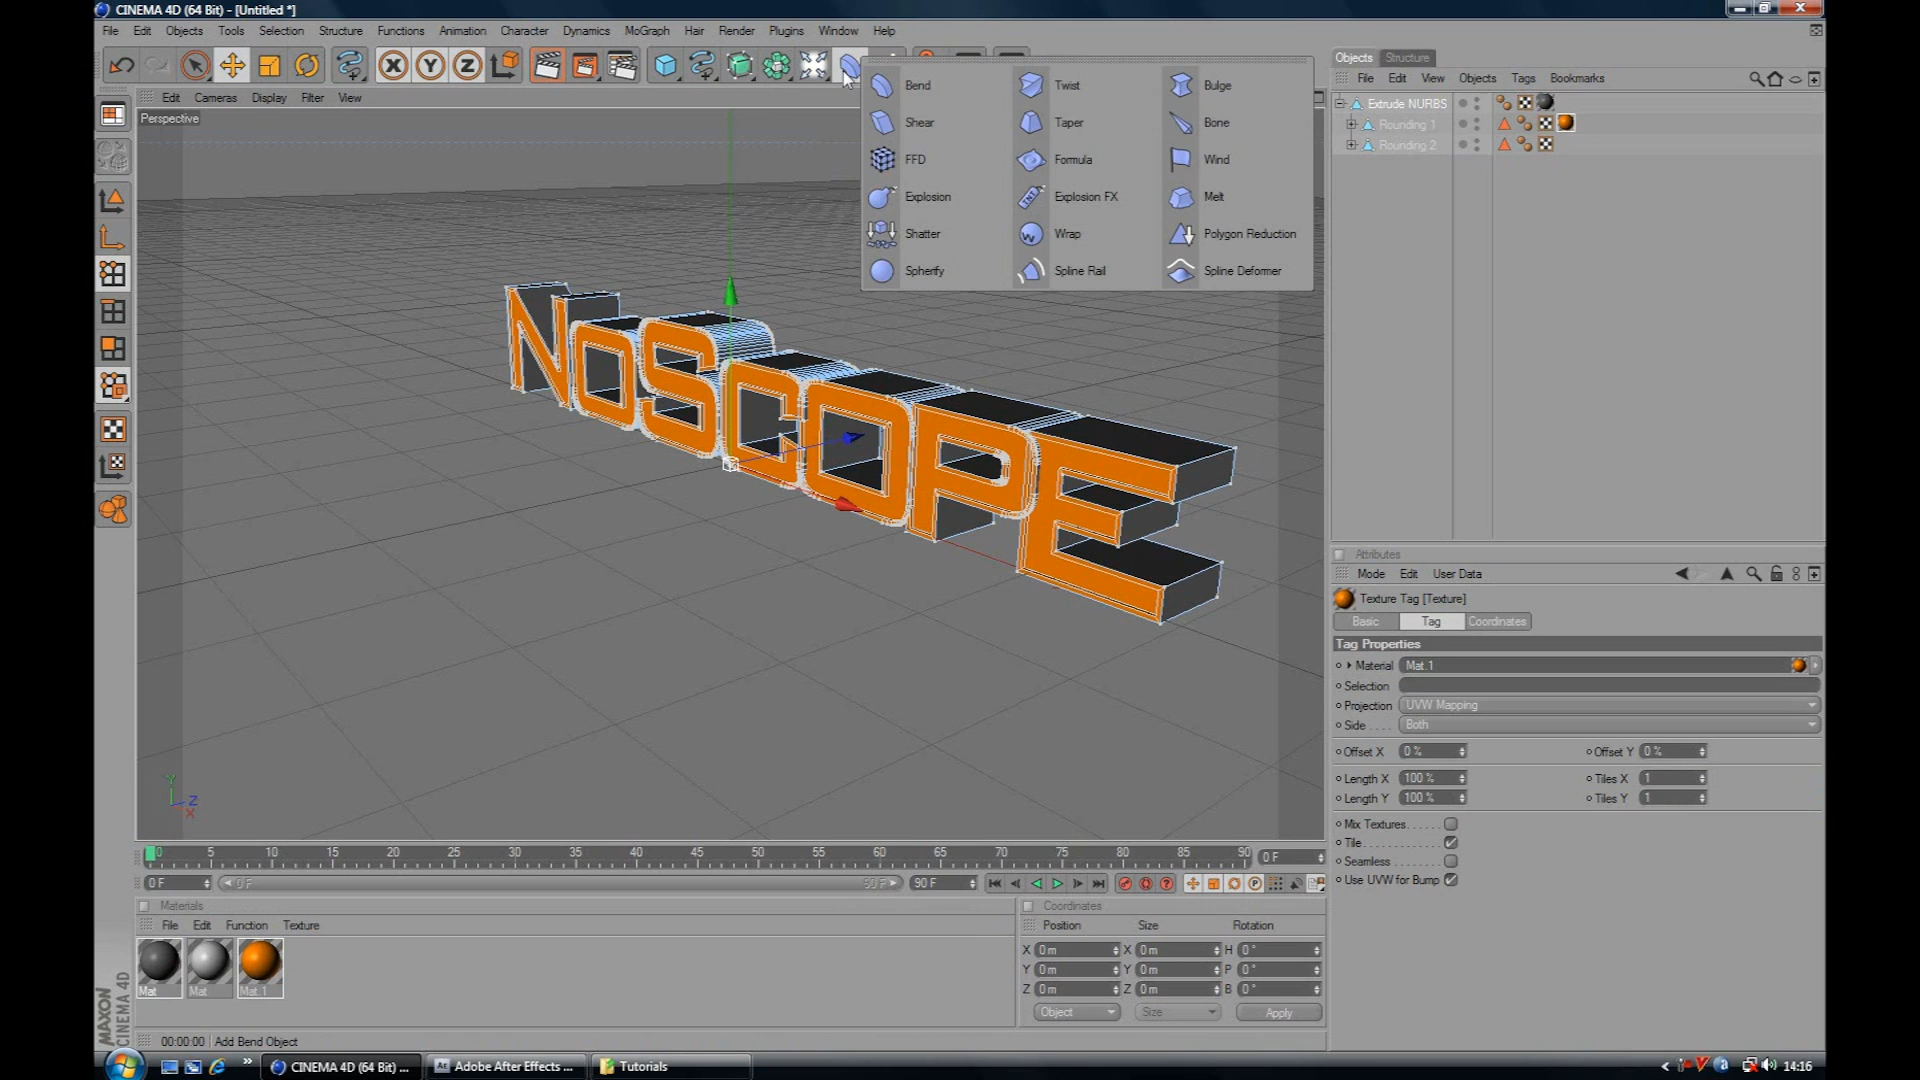 CINEMA 4D (64 Bit) - [Untitled *]
File Edit Objects Tools Selection Structure Functions Animation Character Dynamics MoGraph Hair Render Plugins Window Help
X Y Z
Edit Cameras Display Filter View
Perspective
Bend Twist Bulge
Shear Taper Bone
FFD Formula Wind
Explosion Explosion FX Melt
Shatter Wrap Polygon Reduction
Spherify Spline Rail Spline Deformer
NoSCOPE
Y
Z
X
Objects Structure
File Edit View Objects Tags Bookmarks
Extrude NURBS
Rounding 1
Rounding 2
Attributes
Mode Edit User Data
Texture Tag [Texture]
Basic Tag Coordinates
Tag Properties
Material Mat.1
Selection
Projection UVW Mapping
Side . . . . Both
Offset X 0 % Offset Y 0 %
Length X 100 % Tiles X 1
Length Y 100 % Tiles Y 1
Mix Textures. . . . . .
Tile. . . . . . . . . . . . . .
Seamless . . . . . . . .
Use UVW for Bump
0 5 10 15 20 25 30 35 40 45 50 55 60 65 70 75 80 85 90 0 F
0 F 0 F 90 F 90 F
Materials
File Edit Function Texture
Mat Mat Mat.1
Coordinates
Position Size Rotation
X 0 m X 0 m H 0 °
Y 0 m Y 0 m P 0 °
Z 0 m Z 0 m B 0 °
Object Size Apply
MAXON
CINEMA 4D
00:00:00 Add Bend Object
CINEMA 4D (64 Bit) ... Adobe After Effects ... Tutorials 14:16